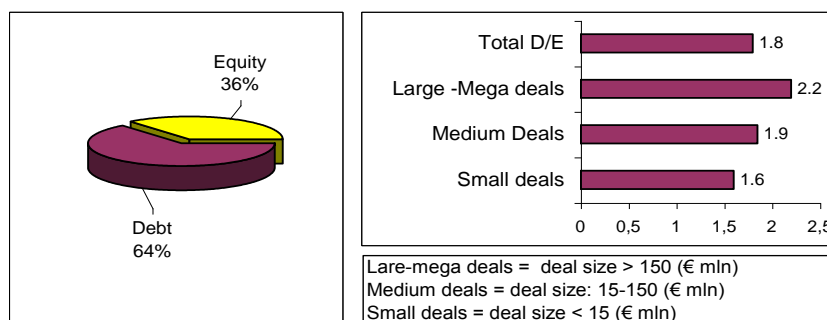 Equity
36%
Debt
64%
Total D/E
1.8
Large -Mega deals
2.2
Medium Deals
1.9
Small deals
1.6
0 0,5 1 1,5 2 2,5
Lare-mega deals = deal size > 150 (€ mln)
Medium deals = deal size: 15-150 (€ mln)
Small deals = deal size < 15 (€ mln)